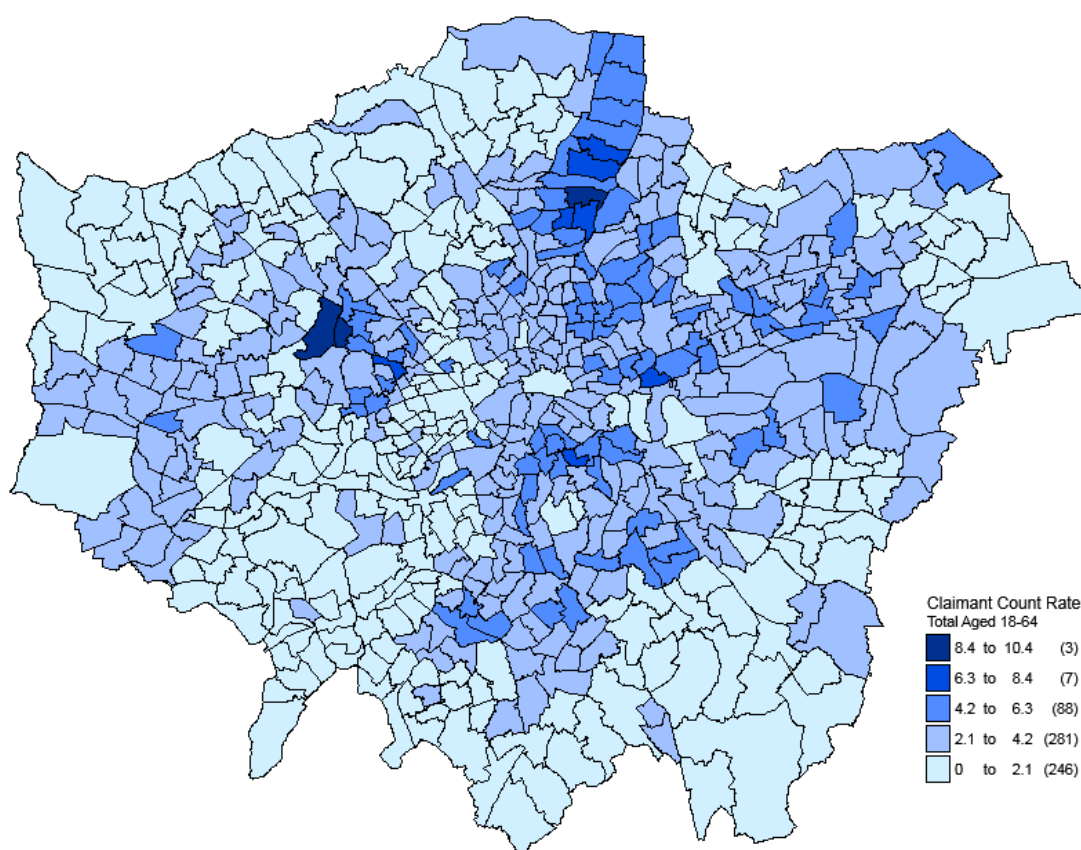 Claimant Count Rate
Total Aged 18-64
8.4 to 10.4 (3)
6.3 to 8.4 (7)
4.2 to 6.3 (88)
2.1 to 4.2 (281)
0 to 2.1 (246)